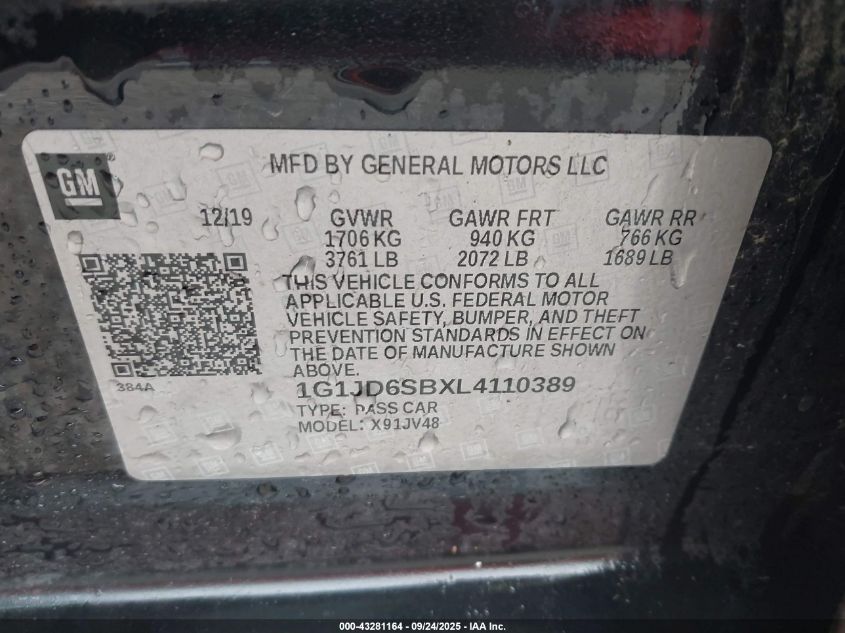 GM
MFD BY GENERAL MOTORS LLC
12/19 GVWR GAWR FRT GAWR RR
1706 KG 940 KG 766 KG
3761 LB 2072 LB 1689 LB
THIS VEHICLE CONFORMS TO ALL
APPLICABLE U.S. FEDERAL MOTOR
VEHICLE SAFETY, BUMPER, AND THEFT
PREVENTION STANDARDS IN EFFECT ON
THE DATE OF MANUFACTURE SHOWN
ABOVE.
384A
1G1JD6SBXL4110389
TYPE: PASS CAR
MODEL: X91JV48
000-43281164 - 09/24/2025 - IAA Inc.